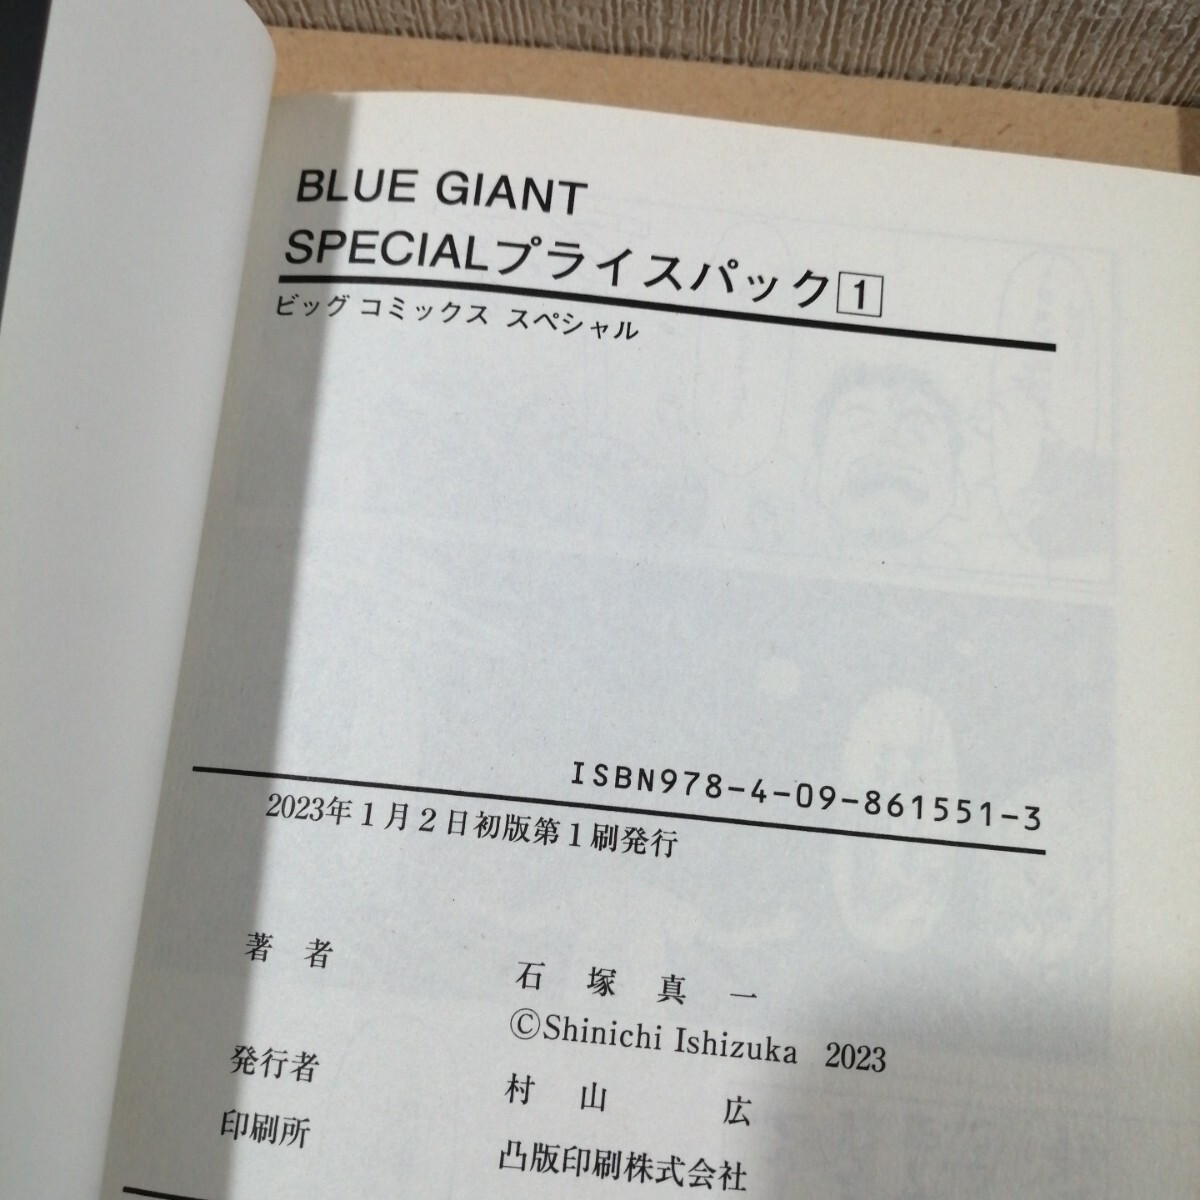 BLUE GIANT
SPECIALプライスパック1
ビッグ コミックス スペシャル
ISBN978-4-09-861551-3
2023年1月2日初版第1刷発行
著 者 石 塚 真 一
©Shinichi Ishizuka 2023
発行者 村 山 広
印刷所 凸版印刷株式会社